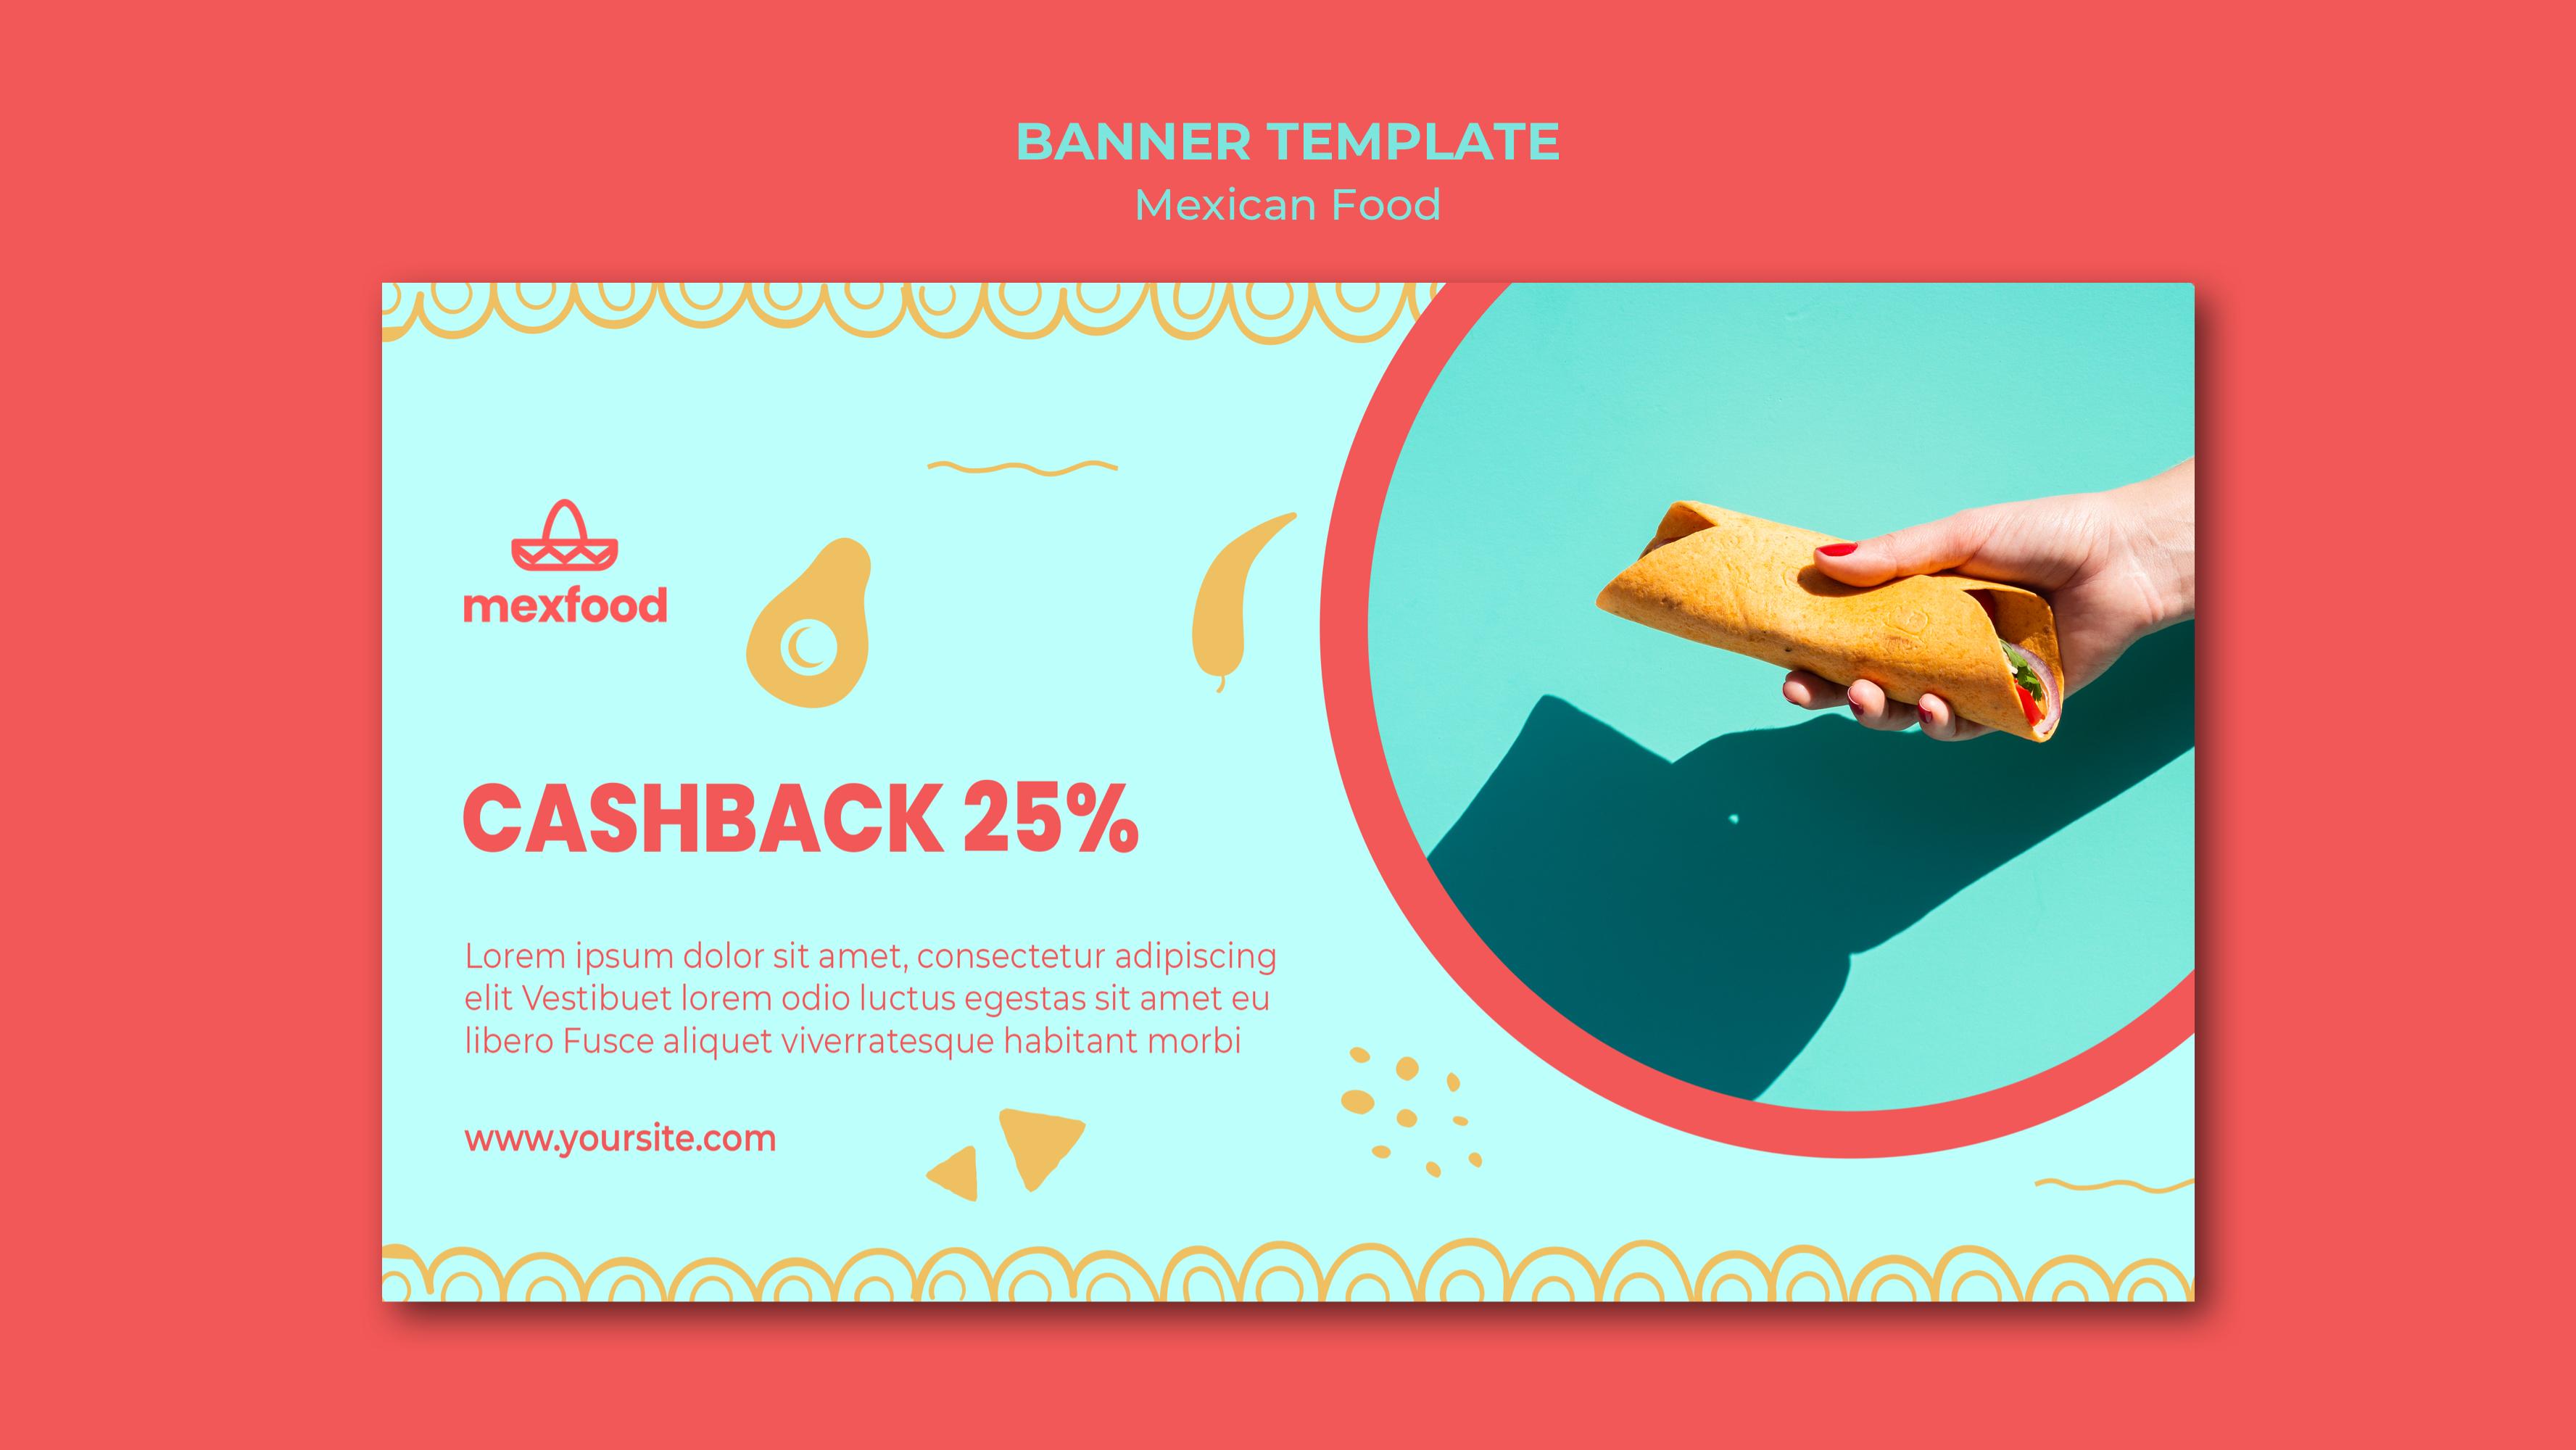 BANNER TEMPLATE
Mexican Food
mexfood
CASHBACK 25%
Lorem ipsum dolor sit amet, consectetur adipiscing
elit Vestibuet lorem odio luctus egestas sit amet eu
libero Fusce aliquet viverratesque habitant morbi
www.yoursite.com